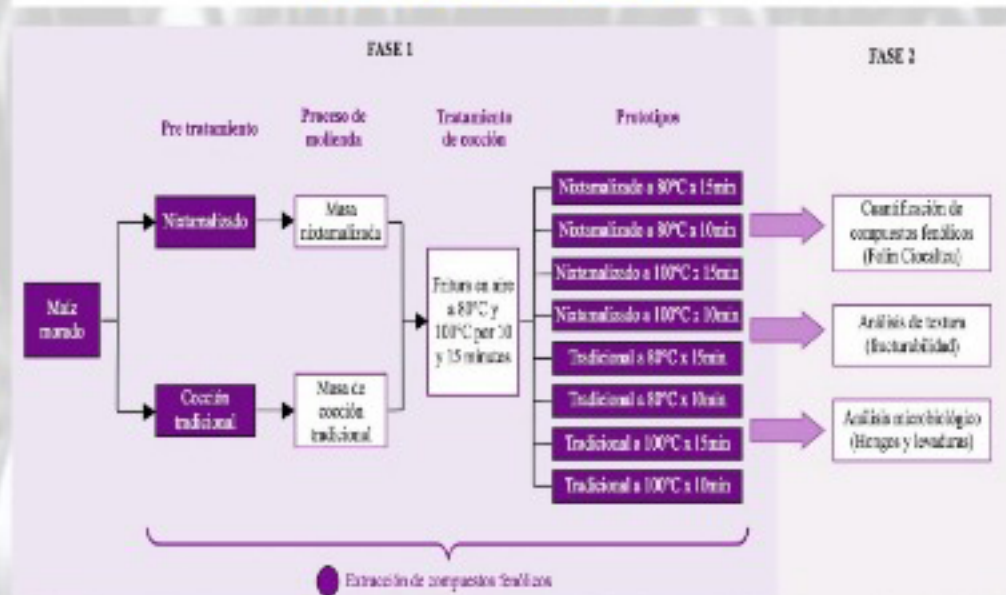 FASE 1
FASE 2
Pre tratamiento
Proceso de
molienda
Tratamiento
de cocción
Prototipos
Maíz
morado
Nixtamalizado
Cocción
tradicional
Masa
nixtamalizada
Masa de
cocción
tradicional
Fritura en aire
a 80°C y
100°C por 10
y 15 minutos
Nixtamalizado a 80°C x 15min
Nixtamalizado a 80°C x 10min
Nixtamalizado a 100°C x 15min
Nixtamalizado a 100°C x 10min
Tradicional a 80°C x 15min
Tradicional a 80°C x 10min
Tradicional a 100°C x 15min
Tradicional a 100°C x 10min
Cuantificación de
compuestos fenólicos
(Folin Ciocalteu)
Análisis de textura
(fracturabilidad)
Análisis microbiológico
(Hongos y levaduras)
Extracción de compuestos fenólicos